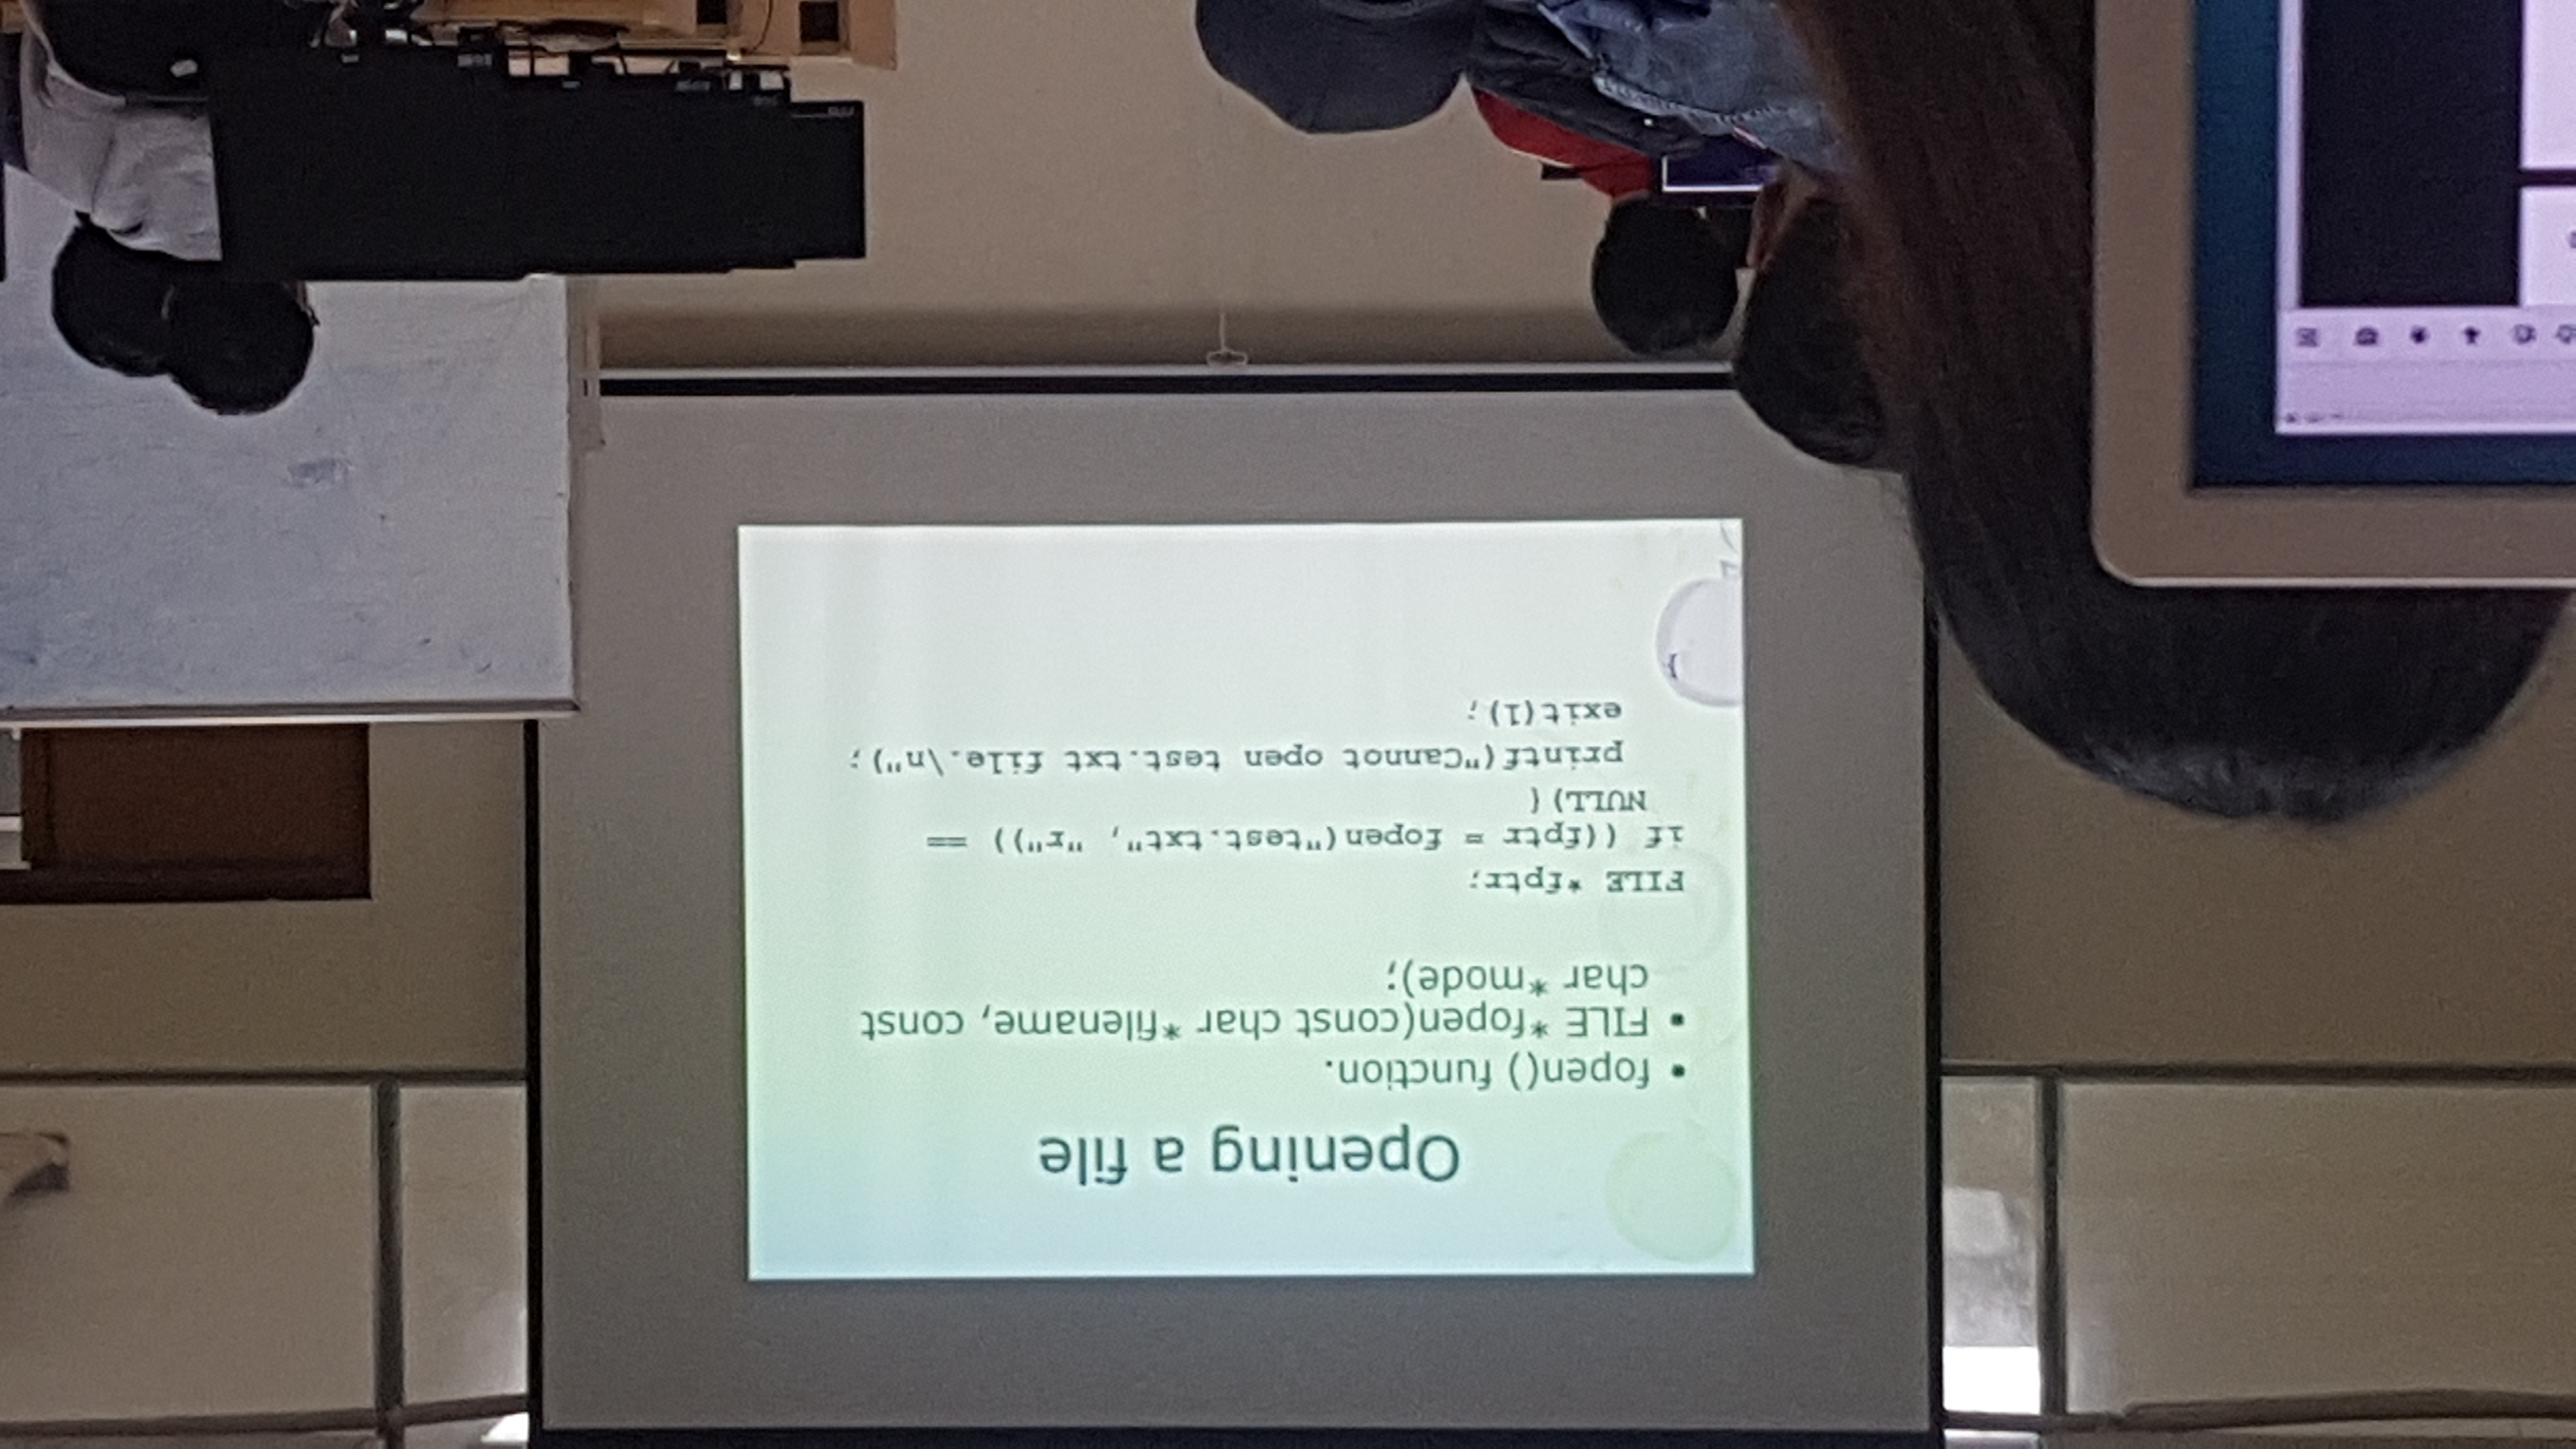 Opening a file
• fopen() function.
• FILE *fopen(const char *filename, const
char *mode);
FILE *fptr;
if ((fptr = fopen("test.txt", "r")) ==
NULL){
printf("Cannot open test.txt file.\n");
exit(1);